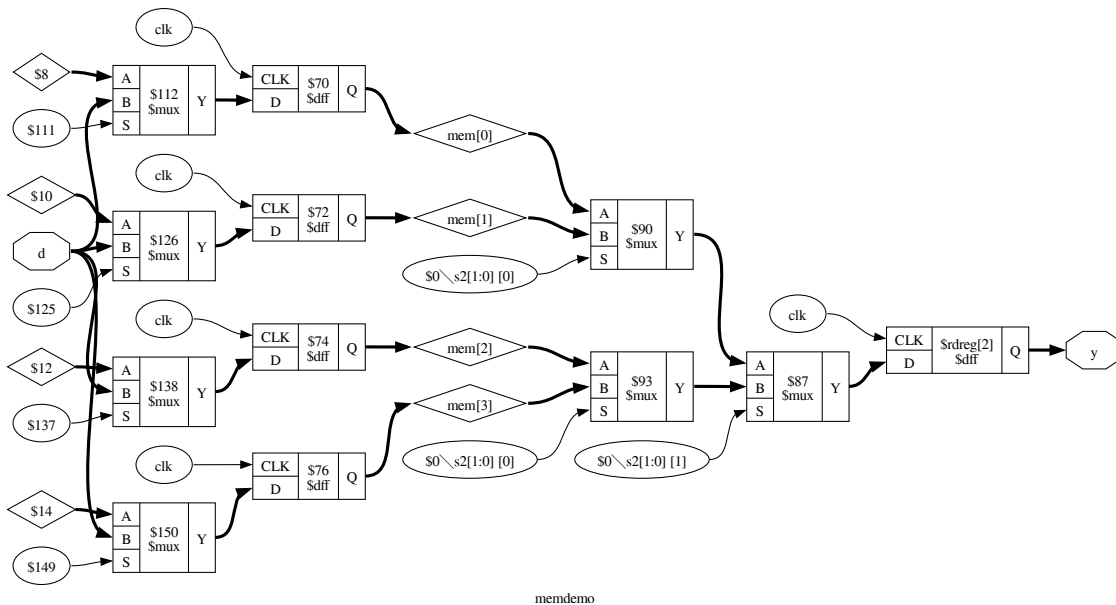 clk
$8
A
B
S
$112
$mux
Y
CLK
D
$70
$dff
Q
$111
mem[0]
$10
d
A
B
S
$126
$mux
Y
clk
CLK
D
$72
$dff
Q
mem[1]
A
B
S
$90
$mux
Y
$0\s2[1:0] [0]
$125
clk
$12
A
B
S
$138
$mux
Y
CLK
D
$74
$dff
Q
mem[2]
mem[3]
A
B
S
$93
$mux
Y
$137
$0\s2[1:0] [0]
clk
A
B
S
$87
$mux
Y
$0\s2[1:0] [1]
CLK
D
$rdreg[2]
$dff
Q
y
clk
CLK
D
$76
$dff
Q
$14
A
B
S
$150
$mux
Y
$149
memdemo